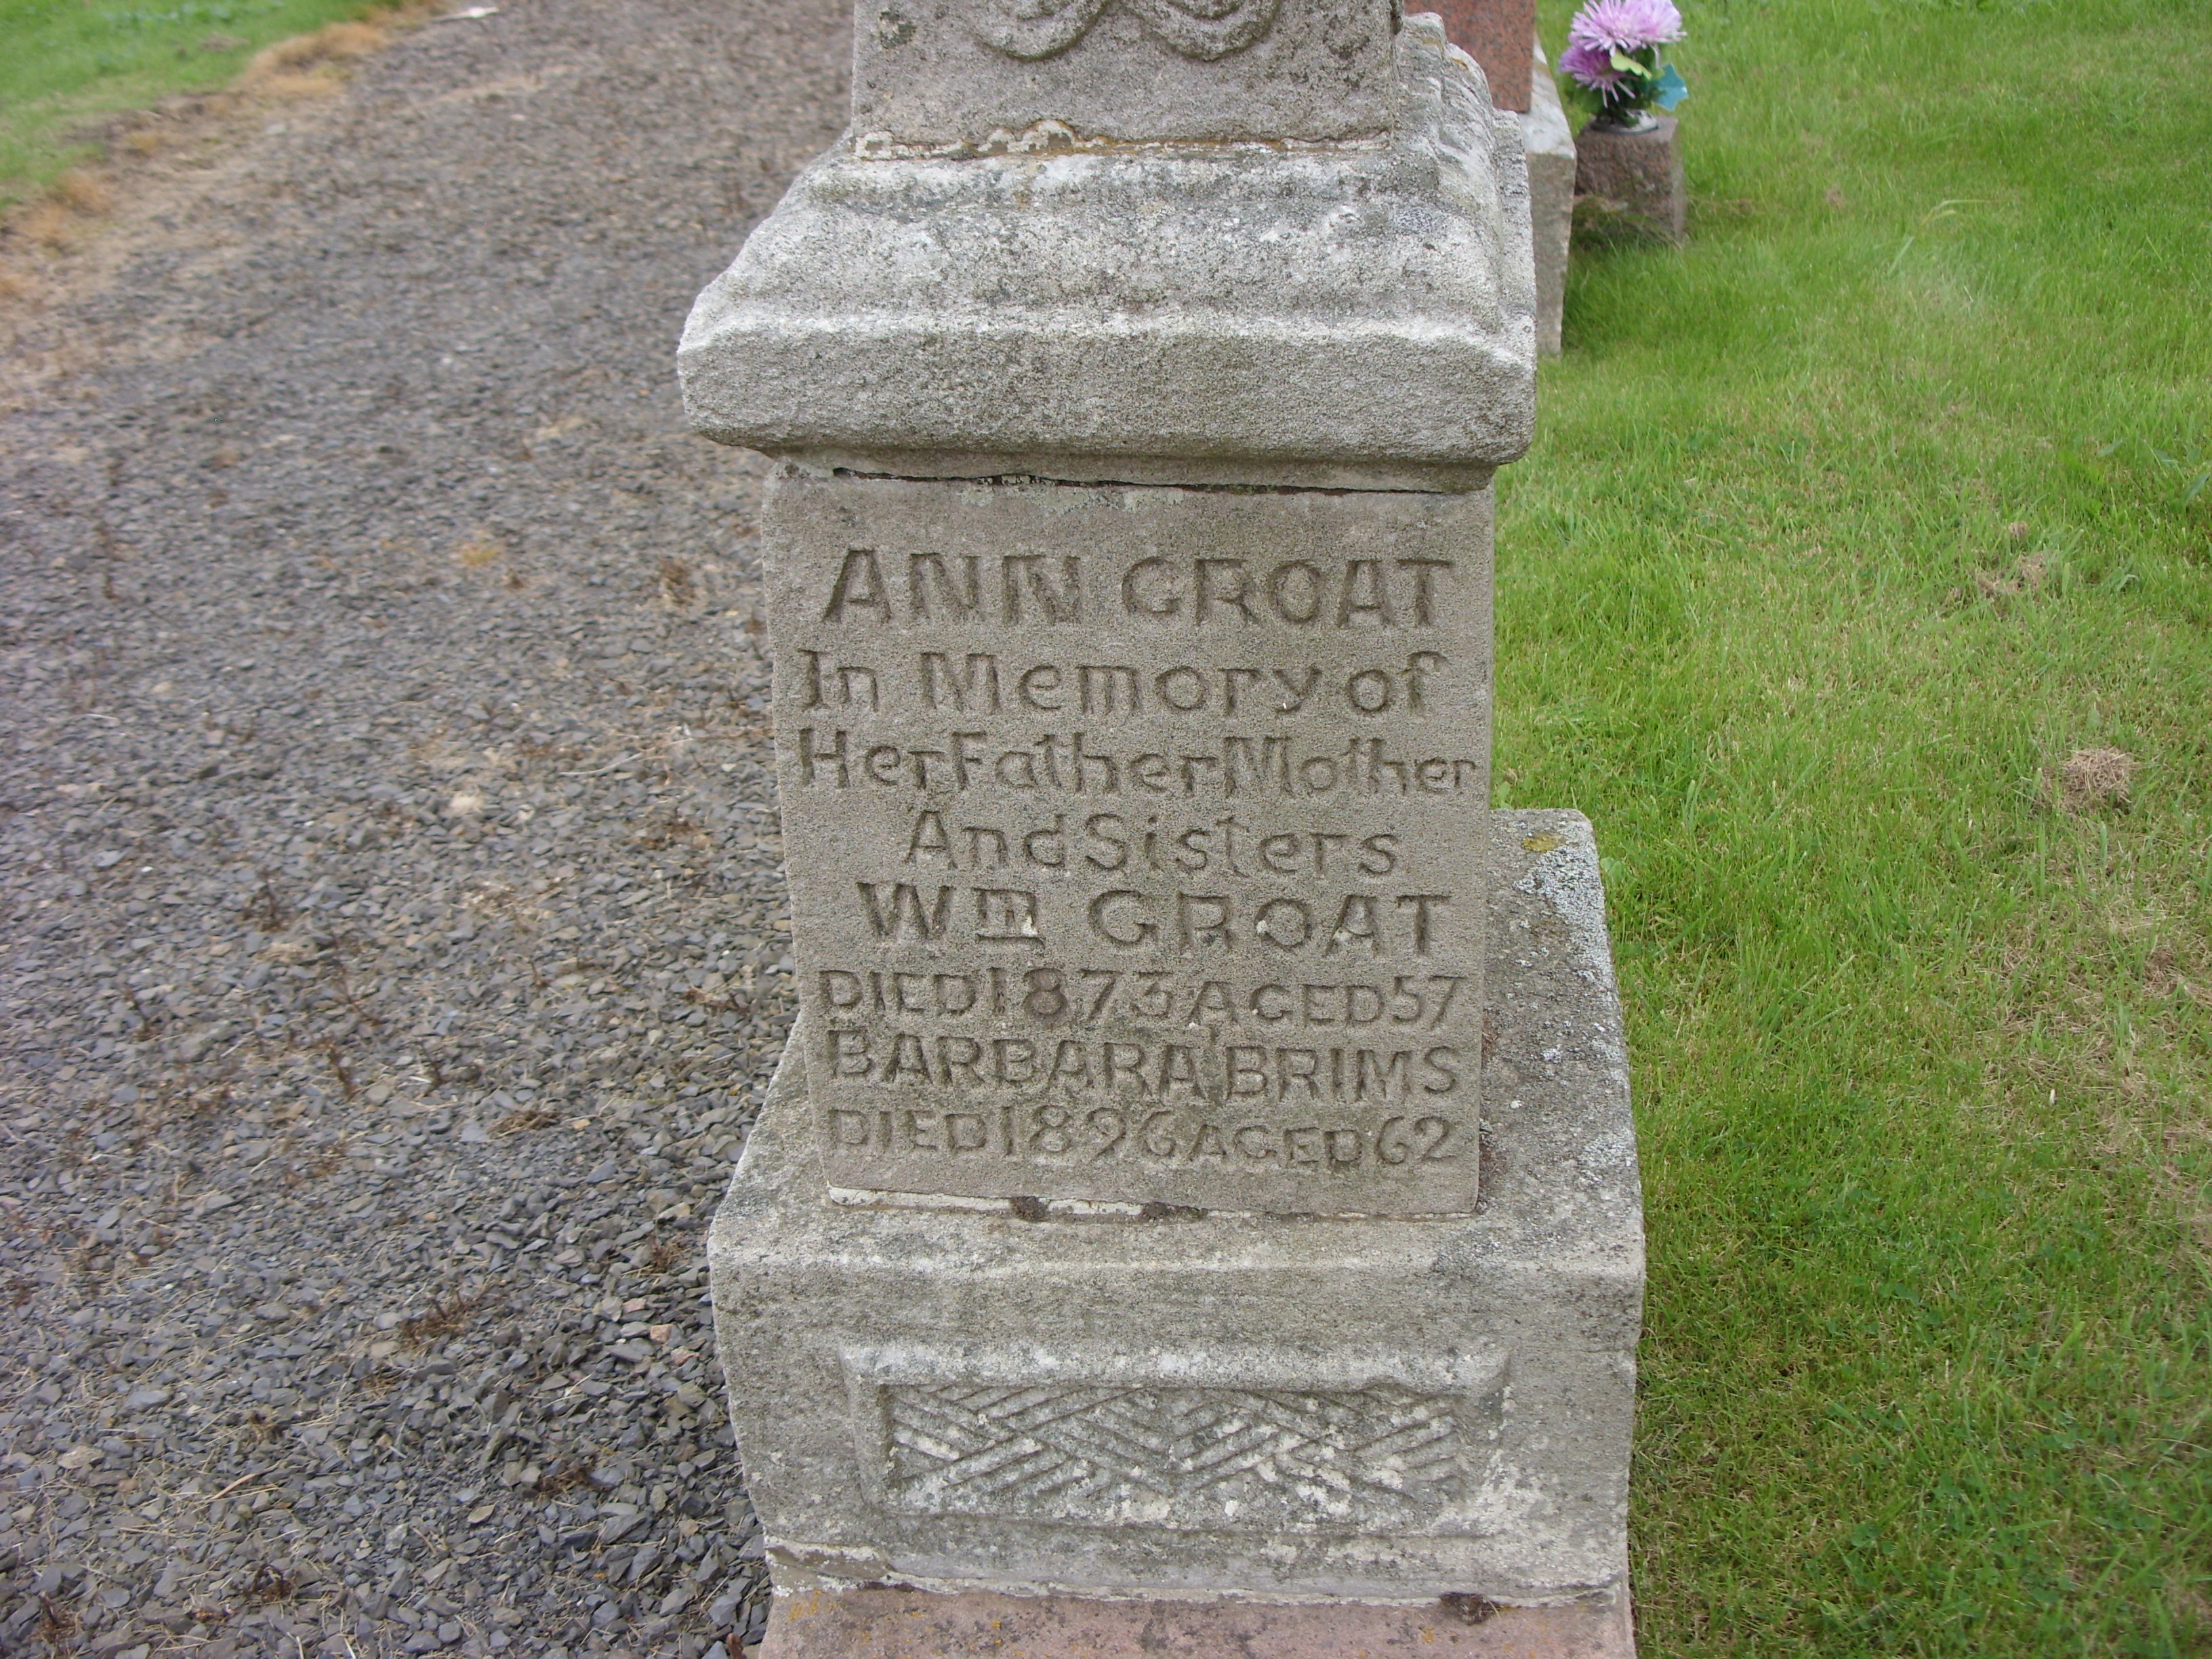 ANN GROAT
In Memory of
Her Father Mother
And Sisters
Wm GROAT
DIED 1873 AGED 57
BARBARA BRIMS
DIED 1896 AGED 62